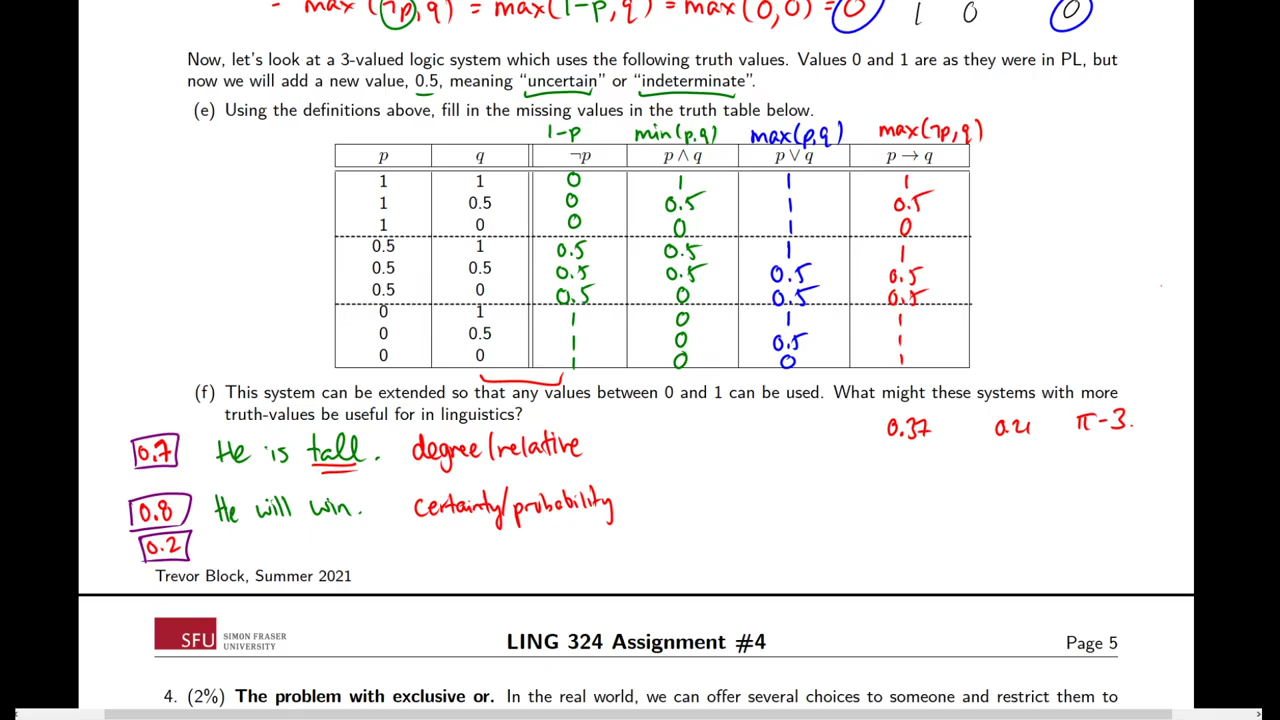 = max (¬p, q) = max(1-p, q) = max(0,0) = 0 1 0 0
Now, let's look at a 3-valued logic system which uses the following truth values. Values 0 and 1 are as they were in PL, but
now we will add a new value, 0.5, meaning "uncertain" or "indeterminate".
(e) Using the definitions above, fill in the missing values in the truth table below.
1-p min(p,q) max(p,q) max(¬p,q)
p q ¬p p ∧ q p ∨ q p → q
1 1 0 1 1 1
1 0.5 0 0.5 1 0.5
1 0 0 0 1 0
0.5 1 0.5 0.5 1 1
0.5 0.5 0.5 0.5 0.5 0.5
0.5 0 0.5 0 0.5 0.5
0 1 1 0 1 1
0 0.5 1 0 0.5 1
0 0 1 0 0 1
(f) This system can be extended so that any values between 0 and 1 can be used. What might these systems with more
truth-values be useful for in linguistics?
0.37 π-3.
0.7 He is tall. degree/relative
0.8 He will win. certainty/probability
0.2
Trevor Block, Summer 2021
SFU SIMON FRASER
UNIVERSITY
LING 324 Assignment #4
Page 5
4. (2%) The problem with exclusive or. In the real world, we can offer several choices to someone and restrict them to